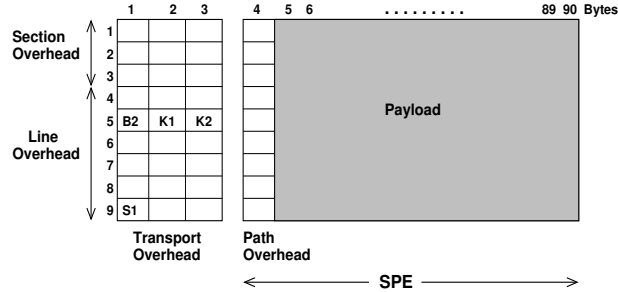 1 2 3 4 5 6 ......... 89 90 Bytes
Section
Overhead
1
2
3
Line
Overhead
4
5 B2 K1 K2
6
7
8
9 S1
Payload
Transport
Overhead
Path
Overhead
SPE